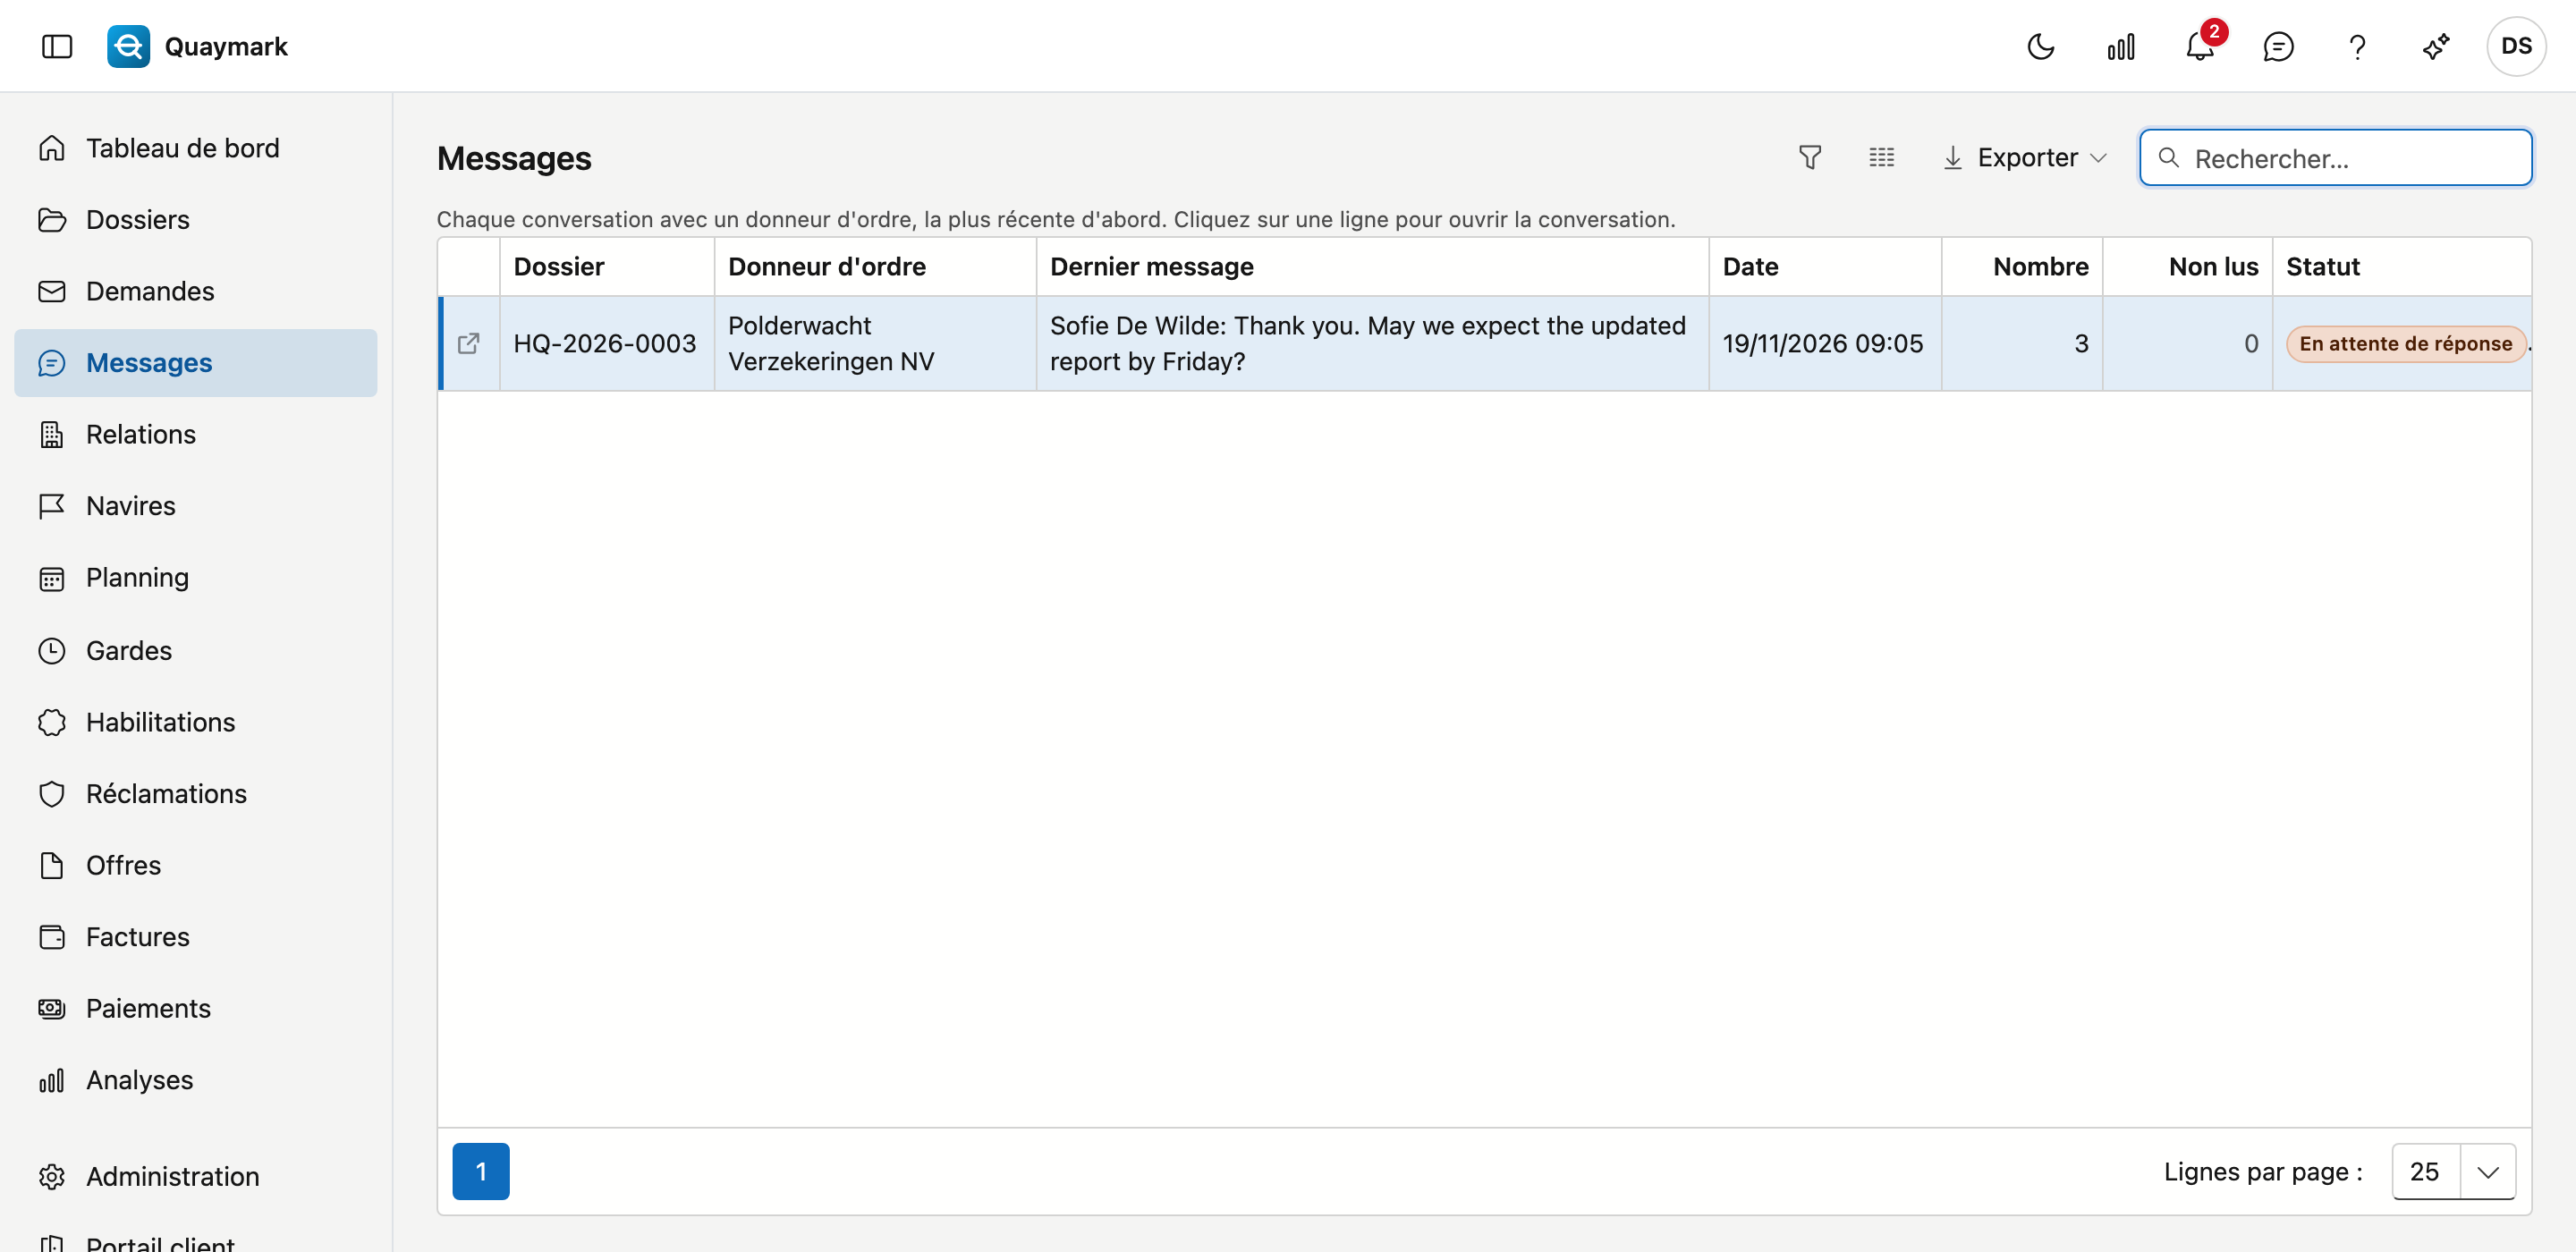 Quaymark
2
DS
Tableau de bord
Dossiers
Demandes
Messages
Relations
Navires
Planning
Gardes
Habilitations
Réclamations
Offres
Factures
Paiements
Analyses
Administration
Portail client
Messages
Exporter
Rechercher...
Chaque conversation avec un donneur d'ordre, la plus récente d'abord. Cliquez sur une ligne pour ouvrir la conversation.
Dossier Donneur d'ordre Dernier message Date Nombre Non lus Statut
HQ-2026-0003 Polderwacht Verzekeringen NV Sofie De Wilde: Thank you. May we expect the updated report by Friday? 19/11/2026 09:05 3 0 En attente de réponse
1
Lignes par page : 25